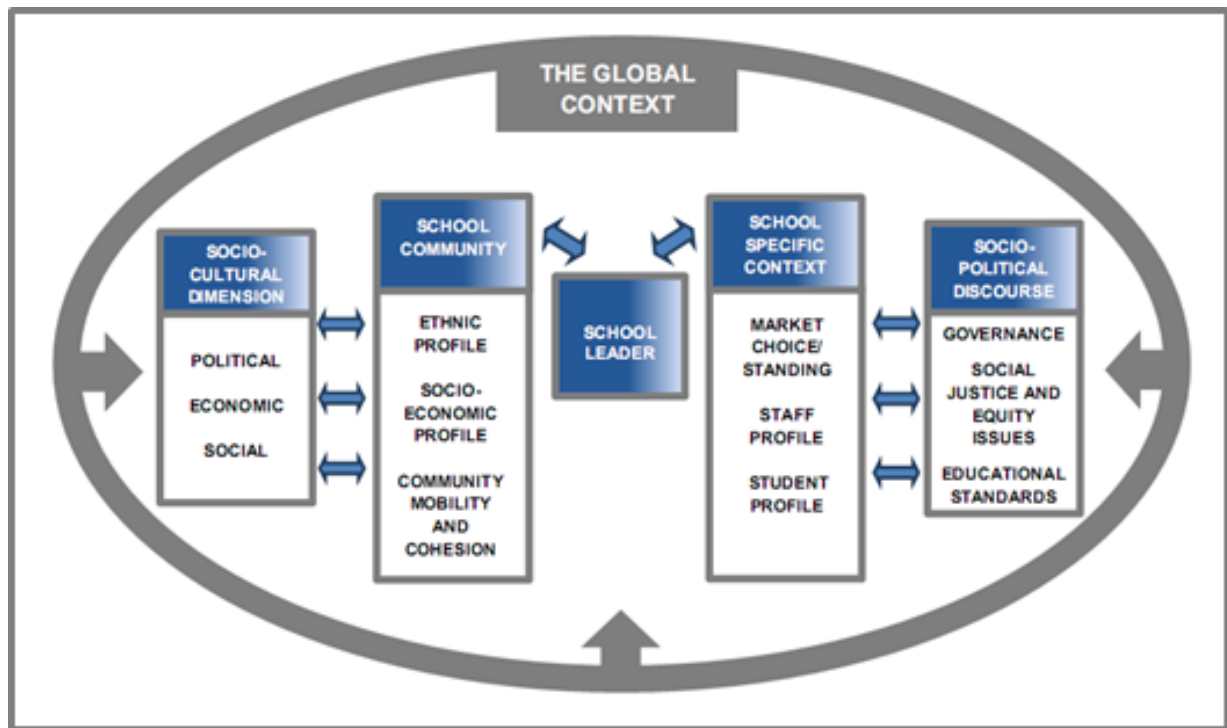 THE GLOBAL
CONTEXT
SOCIO-
CULTURAL
DIMENSION
POLITICAL
ECONOMIC
SOCIAL
SCHOOL
COMMUNITY
ETHNIC
PROFILE
SOCIO-
ECONOMIC
PROFILE
COMMUNITY
MOBILITY
AND
COHESION
SCHOOL
LEADER
SCHOOL
SPECIFIC
CONTEXT
MARKET
CHOICE/
STANDING
STAFF
PROFILE
STUDENT
PROFILE
SOCIO-
POLITICAL
DISCOURSE
GOVERNANCE
SOCIAL
JUSTICE AND
EQUITY
ISSUES
EDUCATIONAL
STANDARDS